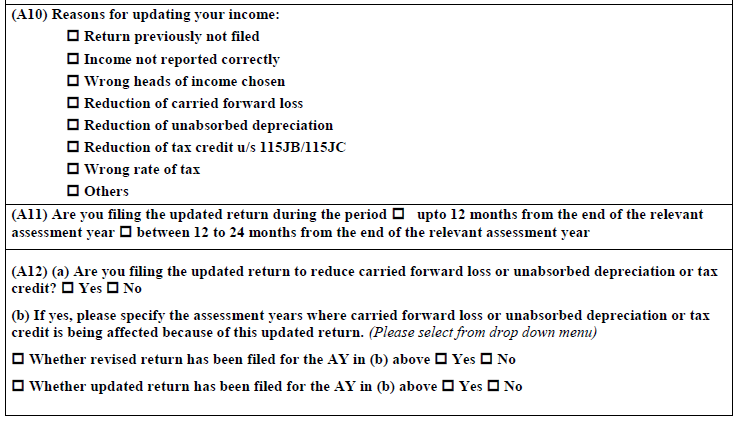 (A10) Reasons for updating your income:
☐ Return previously not filed
☐ Income not reported correctly
☐ Wrong heads of income chosen
☐ Reduction of carried forward loss
☐ Reduction of unabsorbed depreciation
☐ Reduction of tax credit u/s 115JB/115JC
☐ Wrong rate of tax
☐ Others
(A11) Are you filing the updated return during the period ☐ upto 12 months from the end of the relevant
assessment year ☐ between 12 to 24 months from the end of the relevant assessment year
(A12) (a) Are you filing the updated return to reduce carried forward loss or unabsorbed depreciation or tax
credit? ☐ Yes ☐ No
(b) If yes, please specify the assessment years where carried forward loss or unabsorbed depreciation or tax
credit is being affected because of this updated return. (Please select from drop down menu)
☐ Whether revised return has been filed for the AY in (b) above ☐ Yes ☐ No
☐ Whether updated return has been filed for the AY in (b) above ☐ Yes ☐ No